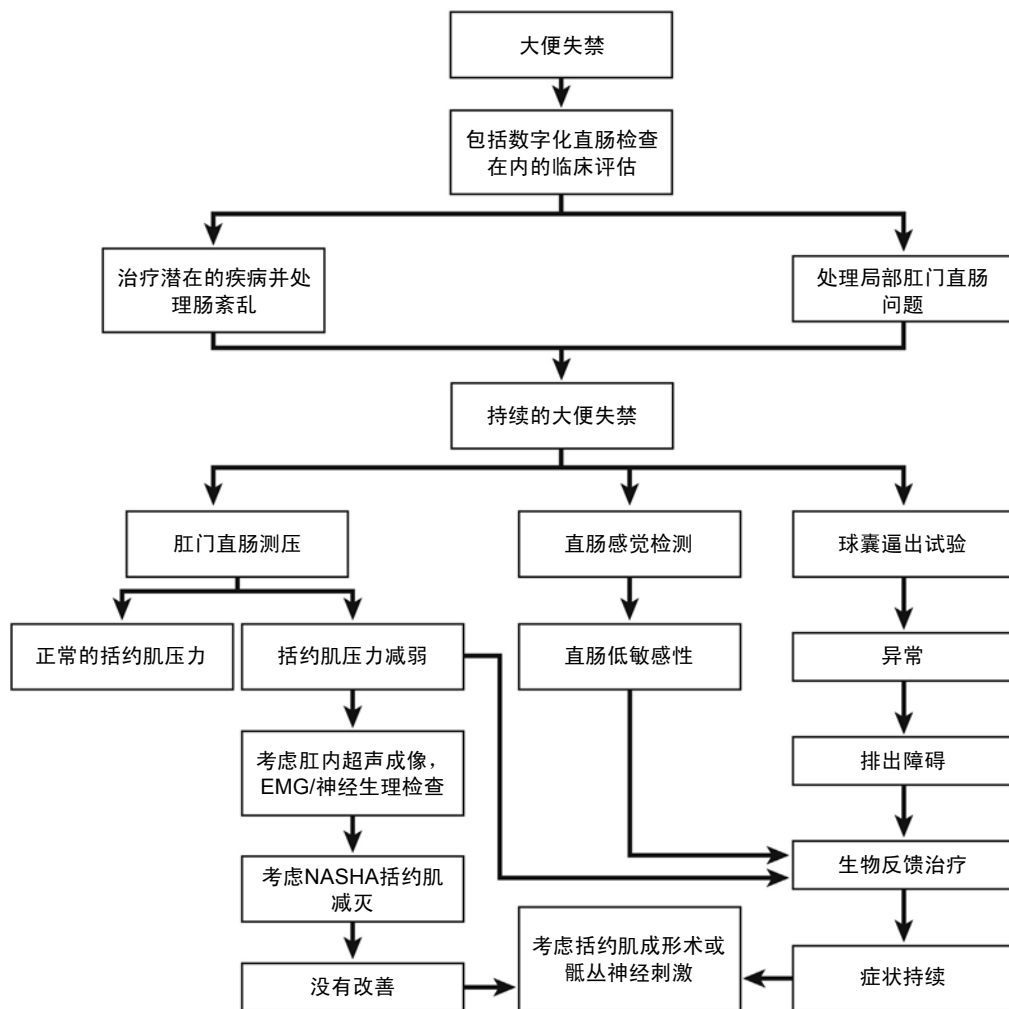 大便失禁
包括数字化直肠检查
在内的临床评估
治疗潜在的疾病并处
理肠紊乱
处理局部肛门直肠
问题
持续的大便失禁
肛门直肠测压
直肠感觉检测
球囊逼出试验
正常的括约肌压力
括约肌压力减弱
直肠低敏感性
异常
考虑肛内超声成像，
EMG/神经生理检查
排出障碍
考虑NASHA括约肌
减灭
生物反馈治疗
没有改善
考虑括约肌成形术或
骶丛神经刺激
症状持续